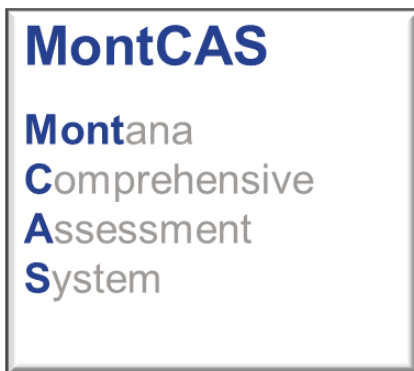 MontCAS
Montana
Comprehensive
Assessment
System